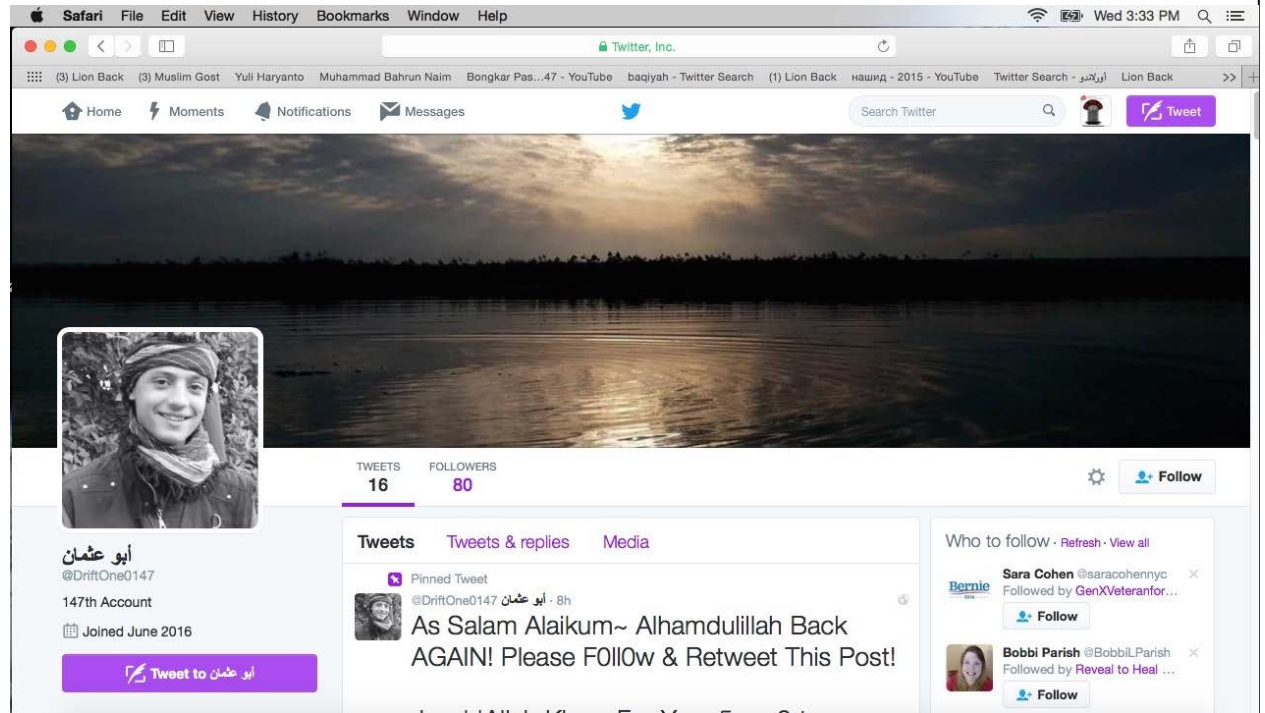 Safari File Edit View History Bookmarks Window Help Wed 3:33 PM
Twitter, Inc.
(3) Lion Back (3) Muslim Gost Yuli Haryanto Muhammad Bahrun Naim Bongkar Pas...47 - YouTube baqiyah - Twitter Search (1) Lion Back нашид - 2015 - YouTube Twitter Search - أورلاندو Lion Back >>
Home Moments Notifications Messages Search Twitter Tweet
TWEETS FOLLOWERS
16 80
Follow
أبو عثمان
@DriftOne0147
147th Account
Joined June 2016
Tweet to أبو عثمان
Tweets Tweets & replies Media
Pinned Tweet
@DriftOne0147 أبو عثمان · 8h
As Salam Alaikum~ Alhamdulillah Back
AGAIN! Please F0ll0w & Retweet This Post!
Who to follow · Refresh · View all
Bernie
Sara Cohen @saracohennyc
Followed by GenXVeteranfor...
Follow
Bobbi Parish @BobbiLParish
Followed by Reveal to Heal ...
Follow